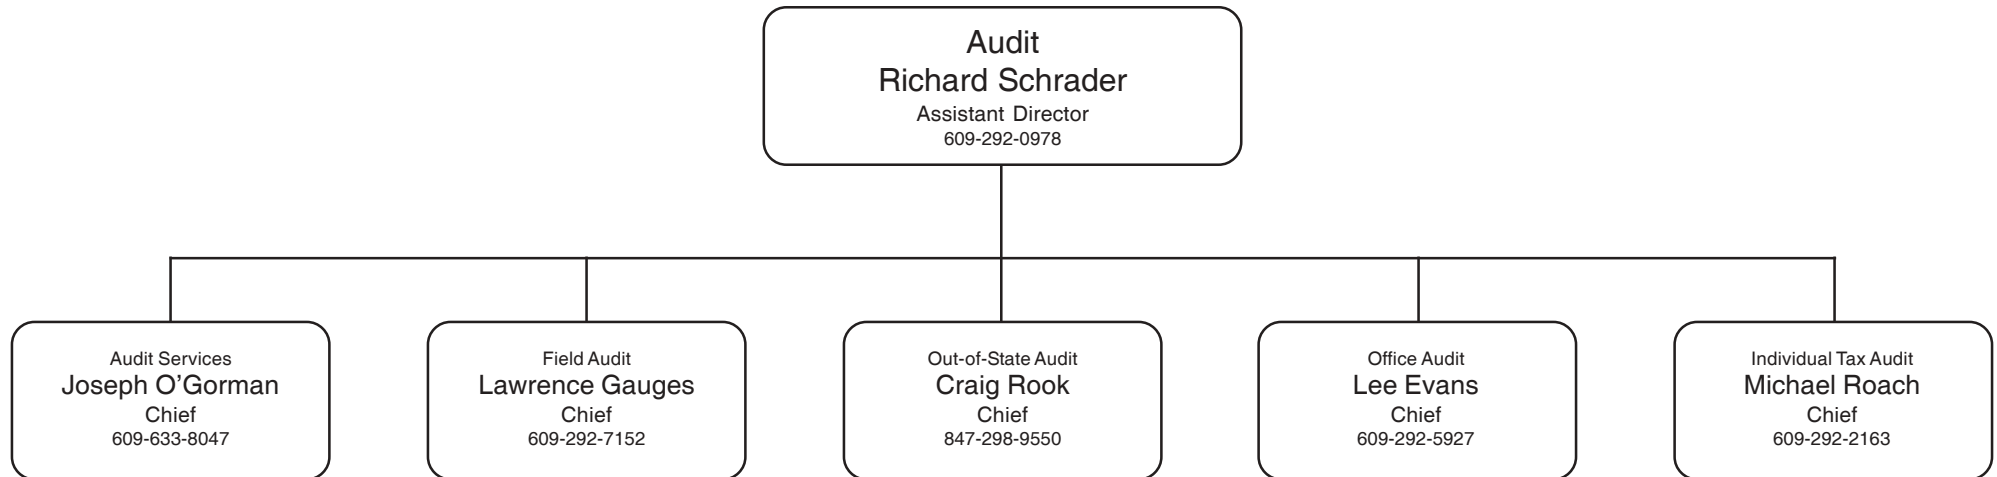 Audit
Richard Schrader
Assistant Director
609-292-0978
Audit Services
Joseph O’Gorman
Chief
609-633-8047
Field Audit
Lawrence Gauges
Chief
609-292-7152
Out-of-State Audit
Craig Rook
Chief
847-298-9550
Office Audit
Lee Evans
Chief
609-292-5927
Individual Tax Audit
Michael Roach
Chief
609-292-2163